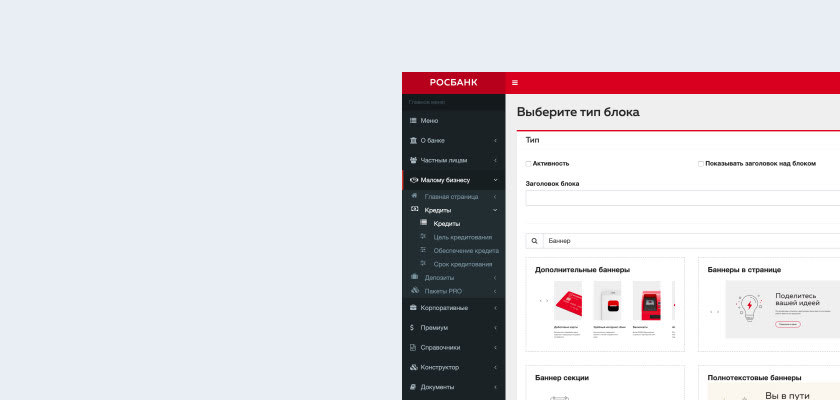 РОСБАНК
Главное меню
Меню
О банке
Частным лицам
Малому бизнесу
Главная страница
Кредиты
Кредиты
Цель кредитования
Обеспечение кредита
Срок кредитования
Депозиты
Пакеты PRO
Корпоративные
Премиум
Справочники
Конструктор
Документы
Выберите тип блока
Тип
Активность
Показывать заголовок над блоком
Заголовок блока
Баннер
Дополнительные баннеры
Баннеры в странице
Поделитесь
вашей идеей
Баннер секции
Полнотекстовые баннеры
Вы в пути